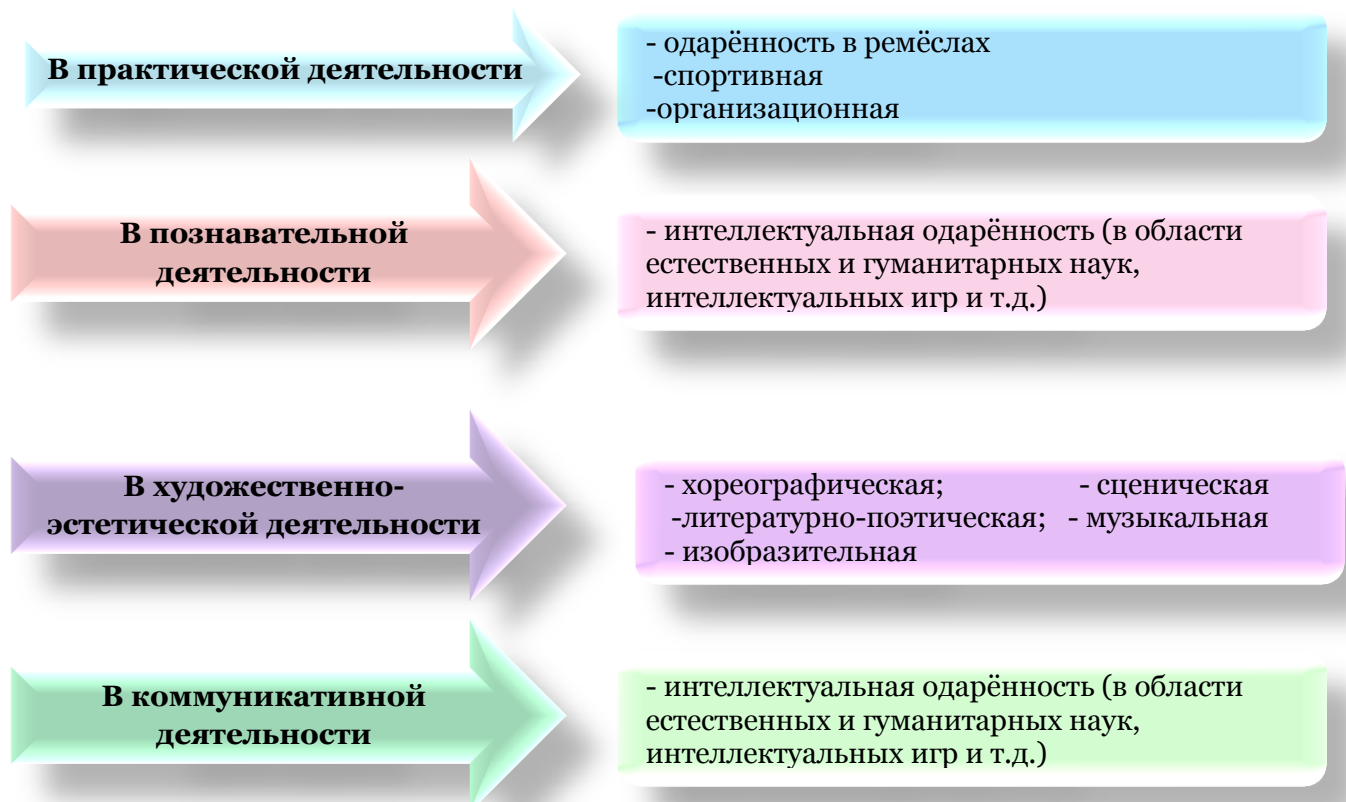 В практической деятельности
- одарённость в ремёслах
-спортивная
-организационная
В познавательной
деятельности
- интеллектуальная одарённость (в области
естественных и гуманитарных наук,
интеллектуальных игр и т.д.)
В художественно-
эстетической деятельности
- хореографическая; - сценическая
-литературно-поэтическая; - музыкальная
- изобразительная
В коммуникативной
деятельности
- интеллектуальная одарённость (в области
естественных и гуманитарных наук,
интеллектуальных игр и т.д.)